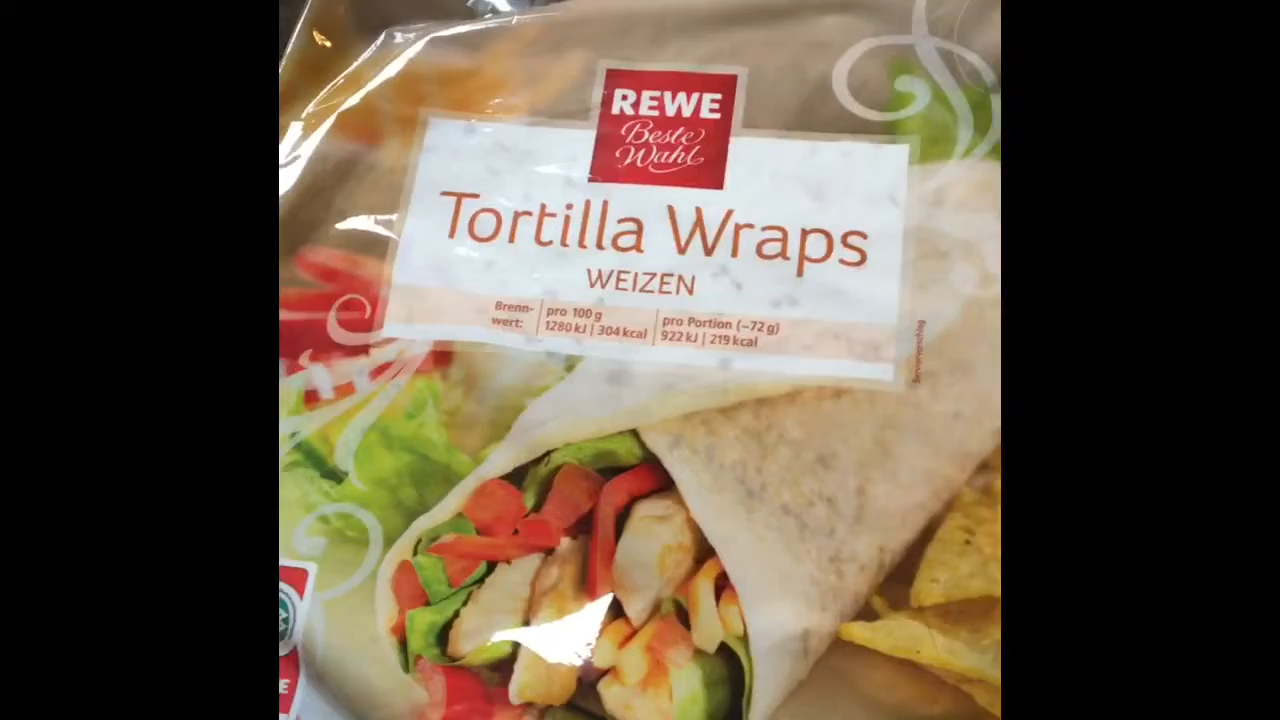 REWE
Beste
Wahl
Tortilla Wraps
WEIZEN
Brenn-
wert:
pro 100 g
1280 kJ | 304 kcal
pro Portion (~72 g)
922 kJ | 219 kcal
Serviervorschlag
E